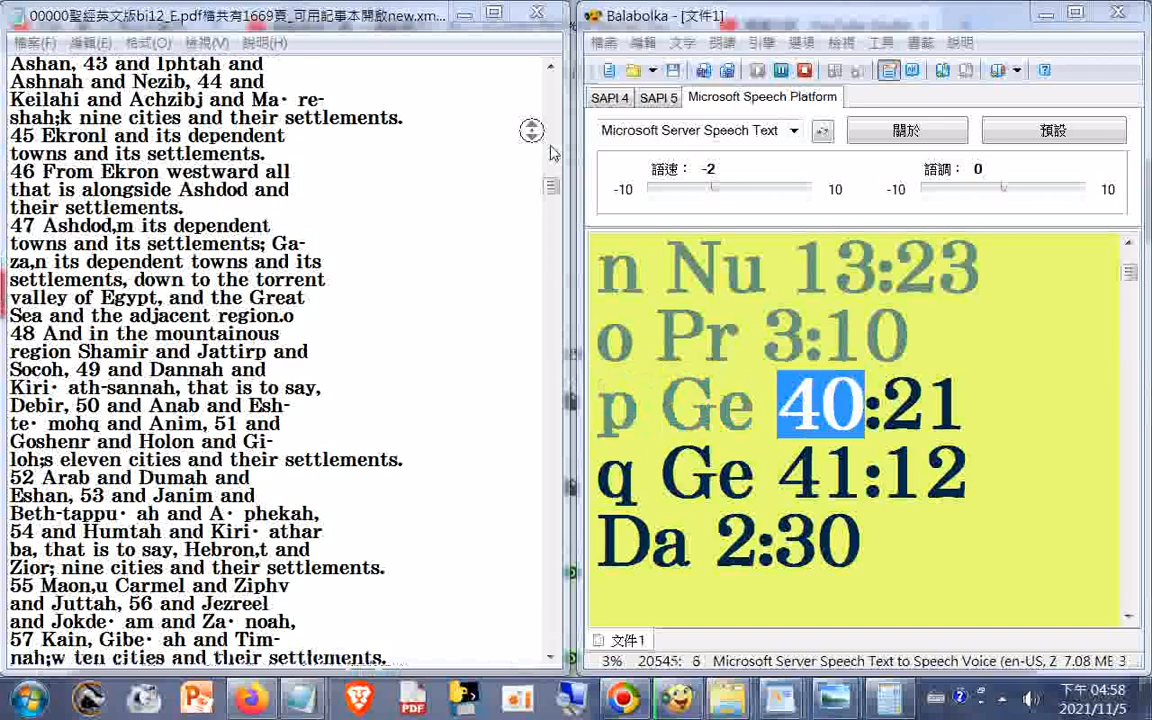 00000聖經英文版bi12_E.pdf檔共有1669頁_可用記事本開啟new.xm...
檔案(F) 編輯(E) 格式(O) 檢視(V) 說明(H)
Ashan, 43 and Iphtah and
Ashnah and Nezib, 44 and
Keilahi and Achzibj and Ma· re-
shah;k nine cities and their settlements.
45 Ekronl and its dependent
towns and its settlements.
46 From Ekron westward all
that is alongside Ashdod and
their settlements.
47 Ashdod,m its dependent
towns and its settlements; Ga-
za,n its dependent towns and its
settlements, down to the torrent
valley of Egypt, and the Great
Sea and the adjacent region.o
48 And in the mountainous
region Shamir and Jattirp and
Socoh, 49 and Dannah and
Kiri· ath-sannah, that is to say,
Debir, 50 and Anab and Esh-
te· mohq and Anim, 51 and
Goshenr and Holon and Gi-
loh;s eleven cities and their settlements.
52 Arab and Dumah and
Eshan, 53 and Janim and
Beth-tappu· ah and A· phekah,
54 and Humtah and Kiri· athar
ba, that is to say, Hebron,t and
Zior; nine cities and their settlements.
55 Maon,u Carmel and Ziphv
and Juttah, 56 and Jezreel
and Jokde· am and Za· noah,
57 Kain, Gibe· ah and Tim-
nah;w ten cities and their settlements.
Balabolka - [文件1]
檔案 編輯 文字 朗讀 引擎 選項 檢視 工具 書籤 說明
SAPI 4 SAPI 5 Microsoft Speech Platform
Microsoft Server Speech Text 關於 預設
語速： -2 語調： 0
-10 10 -10 10
n Nu 13:23
o Pr 3:10
p Ge 40:21
q Ge 41:12
Da 2:30
文件1
3% 20545: 6 Microsoft Server Speech Text to Speech Voice (en-US, Z 7.08 MB 3
PDF
下午 04:58
2021/11/5